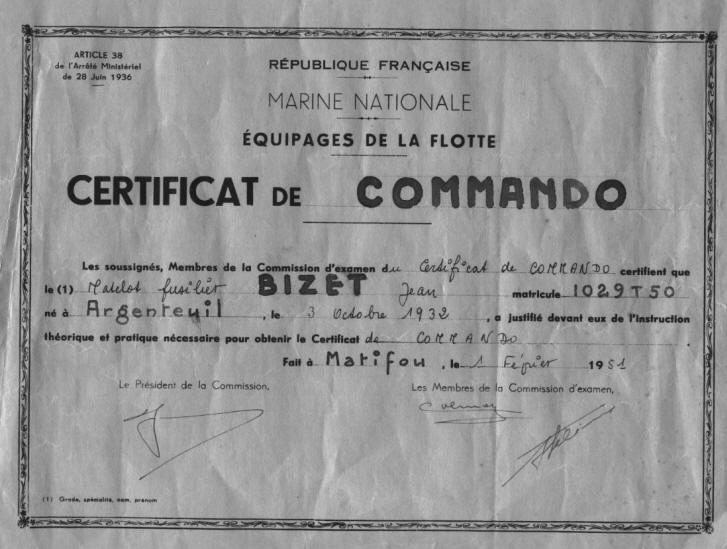 ARTICLE 38
de l'Arrêté Ministériel
de 28 Juin 1936
RÉPUBLIQUE FRANÇAISE
MARINE NATIONALE
ÉQUIPAGES DE LA FLOTTE
CERTIFICAT DE COMMANDO
Les soussignés, Membres de la Commission d'examen du Certificat de COMMANDO certifient que
le (1) Matelot fusilier BIZET Jean matricule 1029 T 50
né à Argenteuil, le 3 Octobre 1932, a justifié devant eux de l'instruction
théorique et pratique nécessaire pour obtenir le Certificat de COMMANDO
Fait à Matifou, le 1 Février 1951
Le Président de la Commission,
Les Membres de la Commission d'examen,
(1) Grade, spécialité, nom, prénom